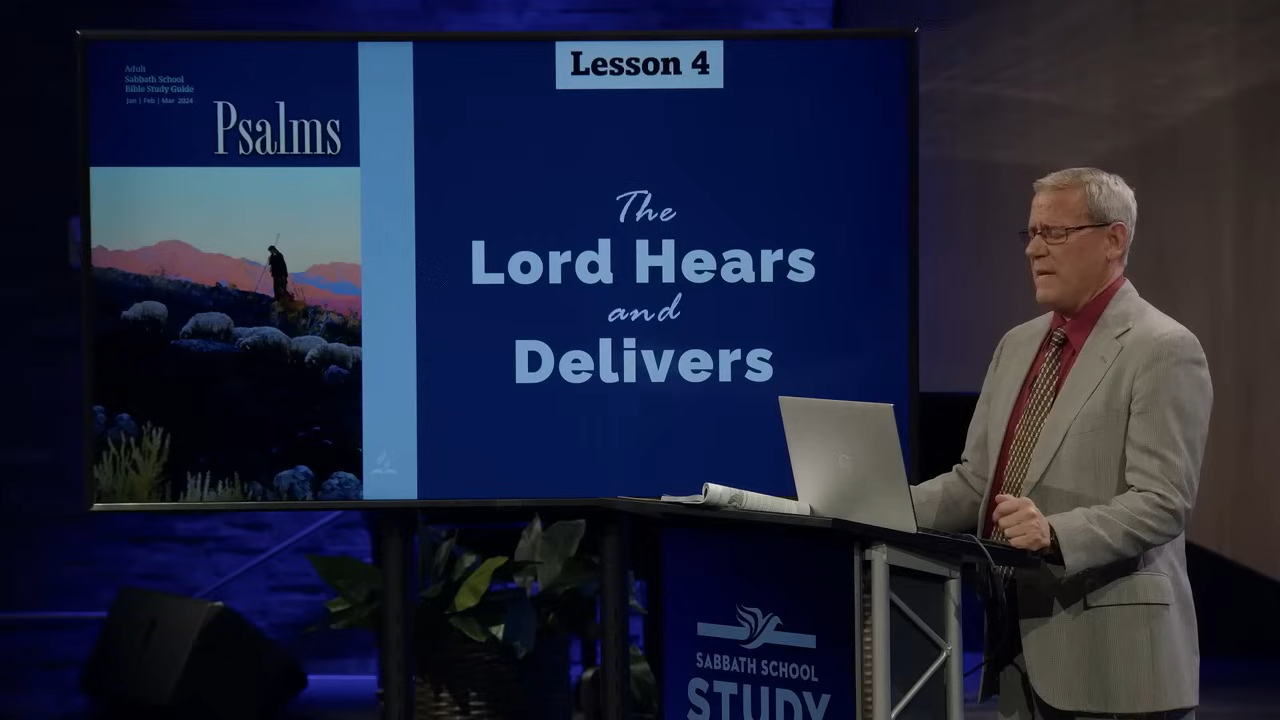 Adult
Sabbath School
Bible Study Guide
Jan | Feb | Mar 2024
Psalms
Lesson 4
The
Lord Hears
and
Delivers
SABBATH SCHOOL
STUDY